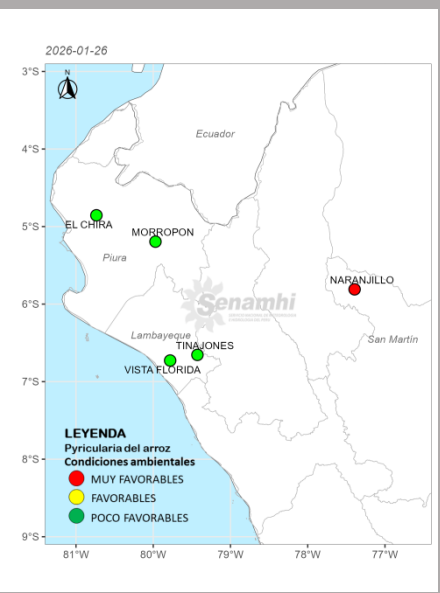 2026-01-26
3°S
N
4°S
Ecuador
5°S
EL CHIRA
MORROPON
Piura
NARANJILLO
6°S
Senamhi
Lambayeque
San Martín
TINAJONES
VISTA FLORIDA
7°S
LEYENDA
Pyricularia del arroz
Condiciones ambientales
MUY FAVORABLES
FAVORABLES
POCO FAVORABLES
8°S
9°S
81°W 80°W 79°W 78°W 77°W